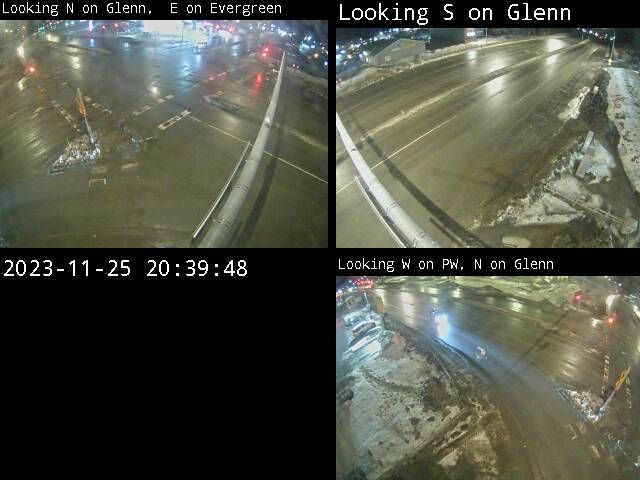 Looking N on Glenn,  E on Evergreen
Looking S on Glenn
2023-11-25 20:39:48
Looking W on PW, N on Glenn